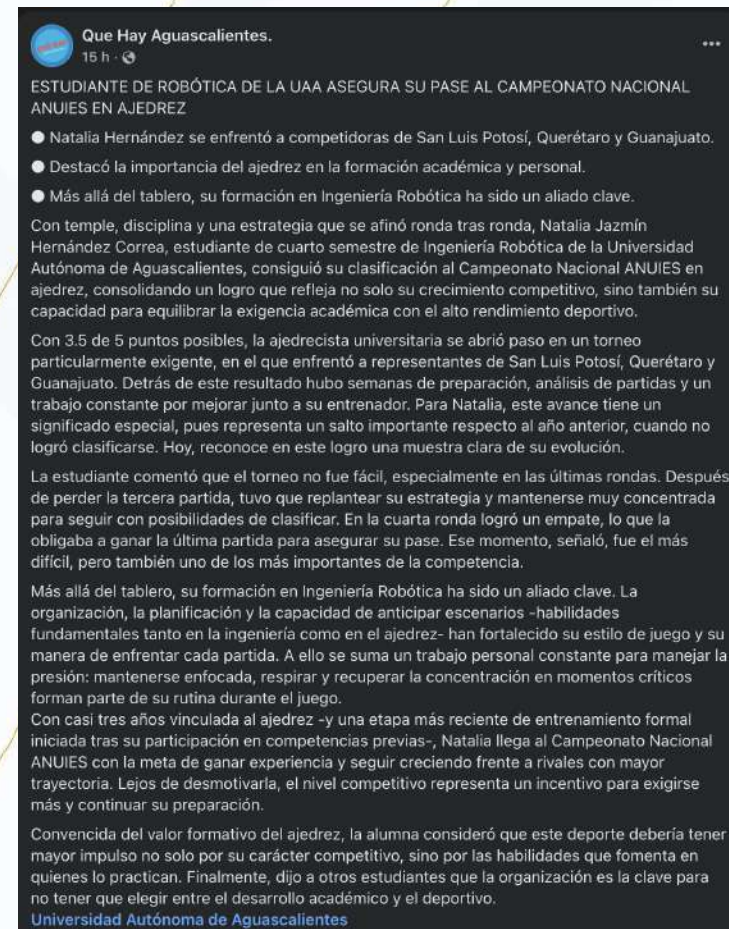 Que Hay Aguascalientes.
15 h ·
ESTUDIANTE DE ROBÓTICA DE LA UAA ASEGURA SU PASE AL CAMPEONATO NACIONAL
ANUIES EN AJEDREZ
● Natalia Hernández se enfrentó a competidoras de San Luis Potosí, Querétaro y Guanajuato.
● Destacó la importancia del ajedrez en la formación académica y personal.
● Más allá del tablero, su formación en Ingeniería Robótica ha sido un aliado clave.
Con temple, disciplina y una estrategia que se afinó ronda tras ronda, Natalia Jazmín
Hernández Correa, estudiante de cuarto semestre de Ingeniería Robótica de la Universidad
Autónoma de Aguascalientes, consiguió su clasificación al Campeonato Nacional ANUIES en
ajedrez, consolidando un logro que refleja no solo su crecimiento competitivo, sino también su
capacidad para equilibrar la exigencia académica con el alto rendimiento deportivo.
Con 3.5 de 5 puntos posibles, la ajedrecista universitaria se abrió paso en un torneo
particularmente exigente, en el que enfrentó a representantes de San Luis Potosí, Querétaro y
Guanajuato. Detrás de este resultado hubo semanas de preparación, análisis de partidas y un
trabajo constante por mejorar junto a su entrenador. Para Natalia, este avance tiene un
significado especial, pues representa un salto importante respecto al año anterior, cuando no
logró clasificarse. Hoy, reconoce en este logro una muestra clara de su evolución.
La estudiante comentó que el torneo no fue fácil, especialmente en las últimas rondas. Después
de perder la tercera partida, tuvo que replantear su estrategia y mantenerse muy concentrada
para seguir con posibilidades de clasificar. En la cuarta ronda logró un empate, lo que la
obligaba a ganar la última partida para asegurar su pase. Ese momento, señaló, fue el más
difícil, pero también uno de los más importantes de la competencia.
Más allá del tablero, su formación en Ingeniería Robótica ha sido un aliado clave. La
organización, la planificación y la capacidad de anticipar escenarios -habilidades
fundamentales tanto en la ingeniería como en el ajedrez- han fortalecido su estilo de juego y su
manera de enfrentar cada partida. A ello se suma un trabajo personal constante para manejar la
presión: mantenerse enfocada, respirar y recuperar la concentración en momentos críticos
forman parte de su rutina durante el juego.
Con casi tres años vinculada al ajedrez -y una etapa más reciente de entrenamiento formal
iniciada tras su participación en competencias previas-, Natalia llega al Campeonato Nacional
ANUIES con la meta de ganar experiencia y seguir creciendo frente a rivales con mayor
trayectoria. Lejos de desmotivarla, el nivel competitivo representa un incentivo para exigirse
más y continuar su preparación.
Convencida del valor formativo del ajedrez, la alumna consideró que este deporte debería tener
mayor impulso no solo por su carácter competitivo, sino por las habilidades que fomenta en
quienes lo practican. Finalmente, dijo a otros estudiantes que la organización es la clave para
no tener que elegir entre el desarrollo académico y el deportivo.
Universidad Autónoma de Aguascalientes